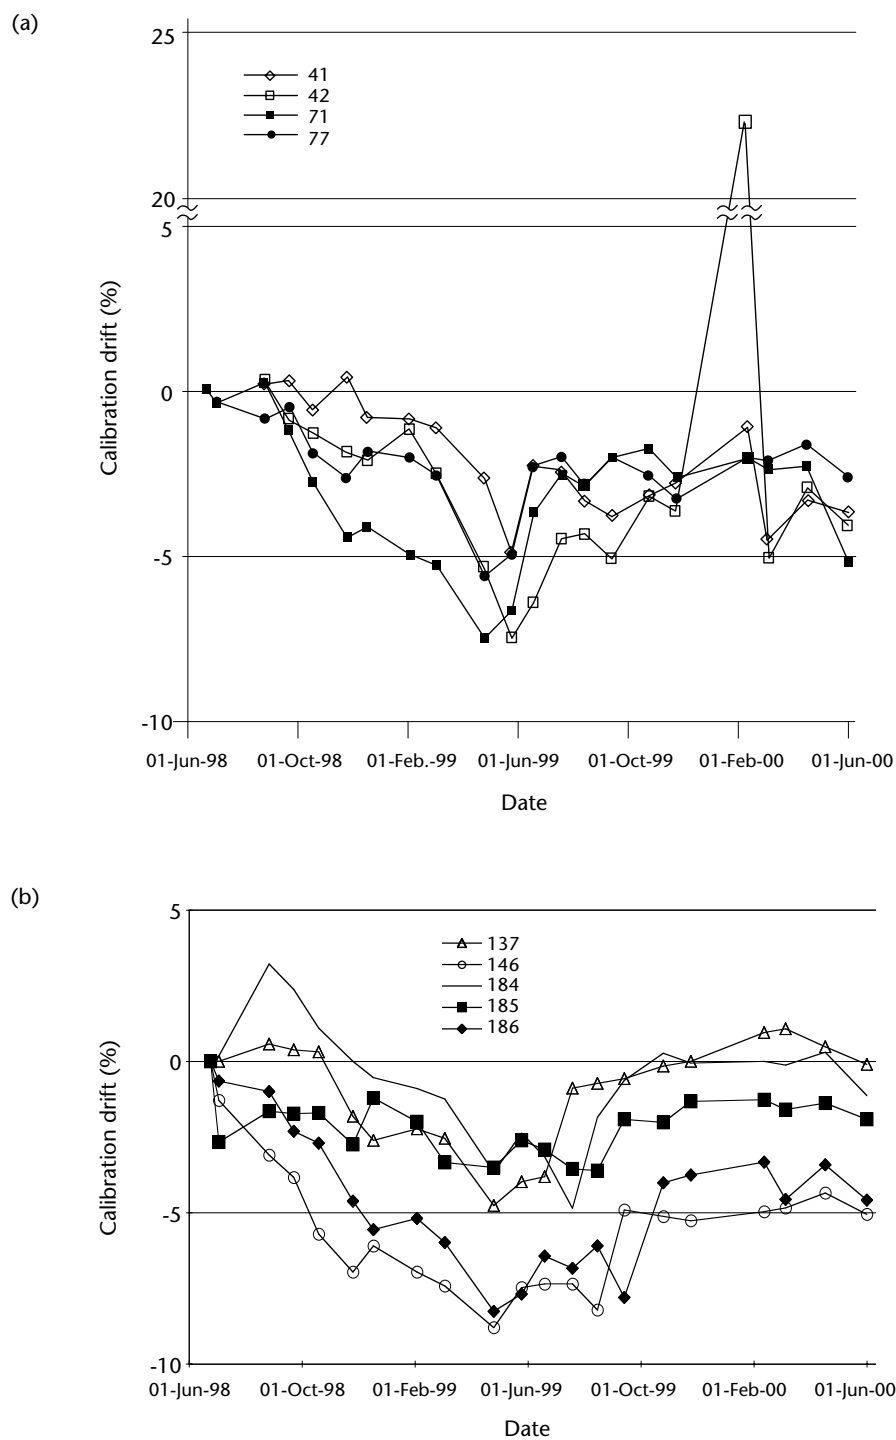 (a)
25
41
42
71
77
20
5
Calibration drift (%)
0
-5
-10
01-Jun-98 01-Oct-98 01-Feb.-99 01-Jun-99 01-Oct-99 01-Feb-00 01-Jun-00
Date
(b)
5
137
146
184
185
186
Calibration drift (%)
0
-5
-10
01-Jun-98 01-Oct-98 01-Feb-99 01-Jun-99 01-Oct-99 01-Feb-00 01-Jun-00
Date